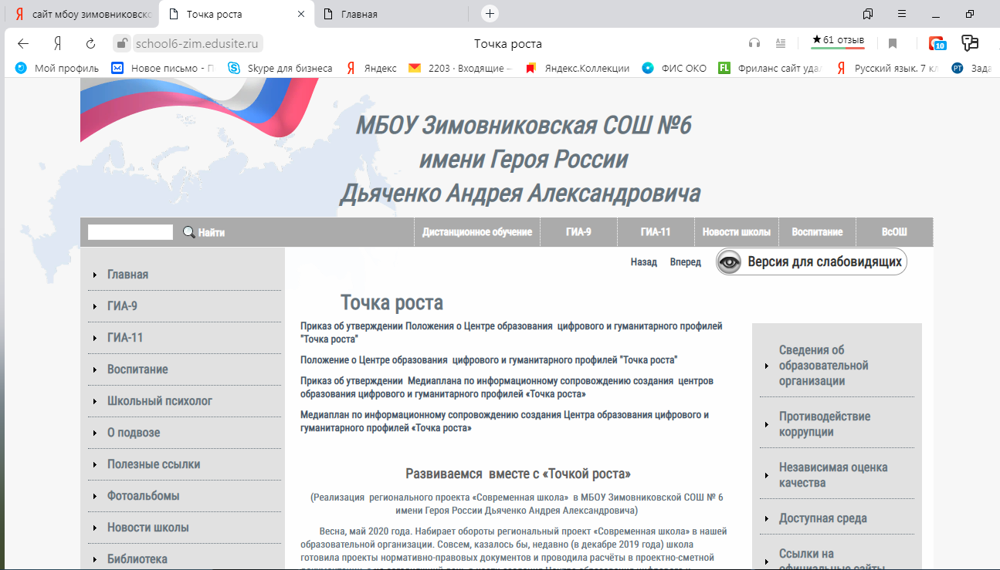 сайт мбоу зимовниковско
Точка роста
Главная
school6-zim.edusite.ru
Точка роста
★61 отзыв
10
Мой профиль
Новое письмо - П
Skype для бизнеса
Яндекс
2203 · Входящие —
Яндекс.Коллекции
ФИС ОКО
FL
Фриланс сайт уда
Русский язык. 7 кл
PT
Зада
МБОУ Зимовниковская СОШ №6
имени Героя России
Дьяченко Андрея Александровича
Найти
Дистанционное обучение
ГИА-9
ГИА-11
Новости школы
Воспитание
ВсОШ
Главная
ГИА-9
ГИА-11
Воспитание
Школьный психолог
О подвозе
Полезные ссылки
Фотоальбомы
Новости школы
Библиотека
Назад Вперед
Версия для слабовидящих
Точка роста
Приказ об утверждении Положения о Центре образования цифрового и гуманитарного профилей
"Точка роста"
Положение о Центре образования цифрового и гуманитарного профилей "Точка роста"
Приказ об утверждении Медиаплана по информационному сопровождению создания центров
образования цифрового и гуманитарного профилей «Точка роста»
Медиаплан по информационному сопровождению создания Центра образования цифрового и
гуманитарного профилей «Точка роста»
Развиваемся вместе с «Точкой роста»
(Реализация регионального проекта «Современная школа» в МБОУ Зимовниковской СОШ № 6
имени Героя России Дьяченко Андрея Александровича)
Весна, май 2020 года. Набирает обороты региональный проект «Современная школа» в нашей
образовательной организации. Совсем, казалось бы, недавно (в декабре 2019 года) школа
готовила проекты нормативно-правовых документов и проводила расчёты в проектно-сметной
Сведения об
образовательной
организации
Противодействие
коррупции
Независимая оценка
качества
Доступная среда
Ссылки на
официальные сайты